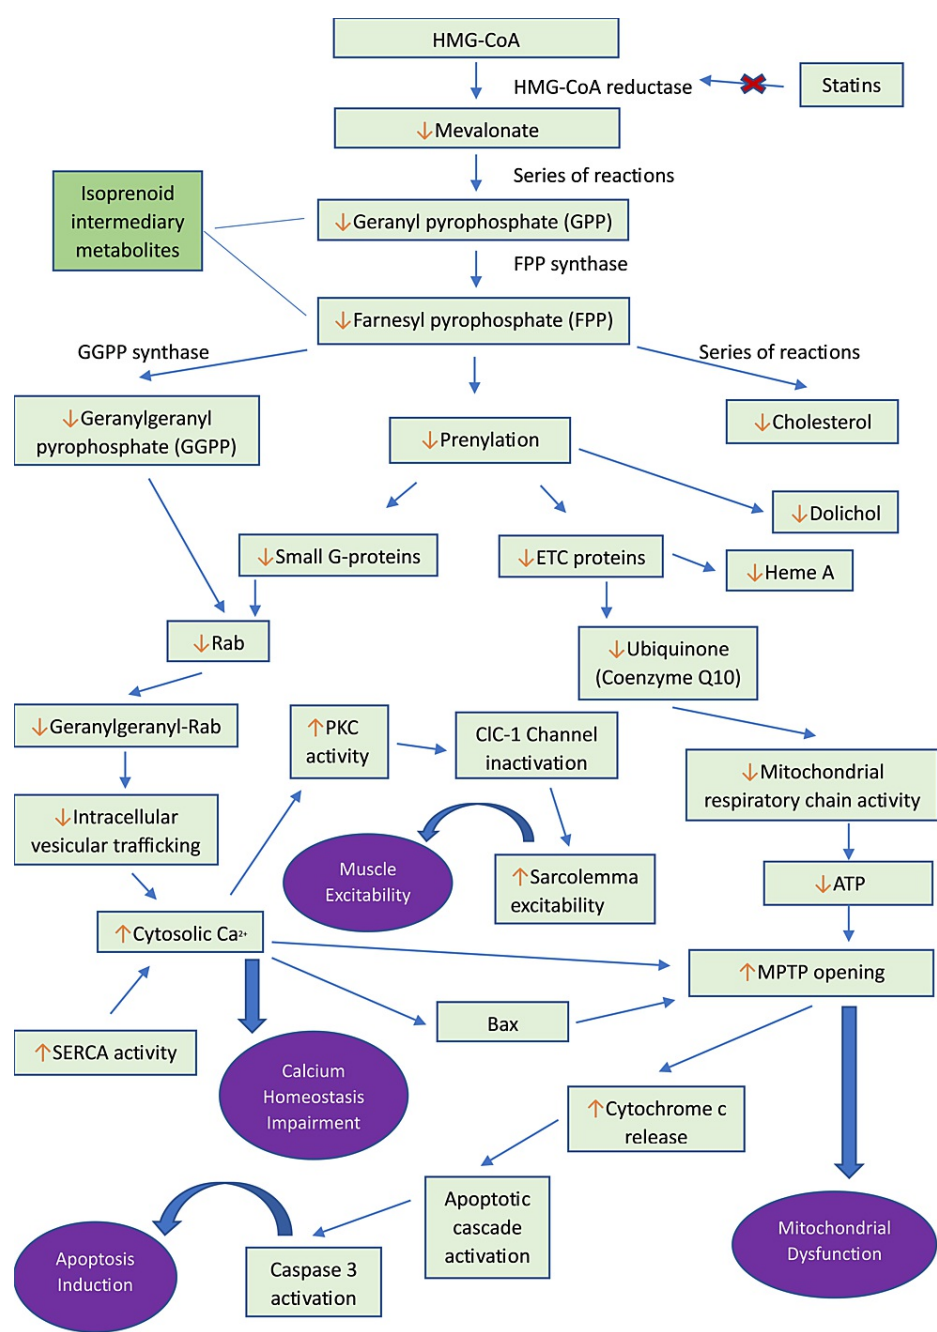 HMG-CoA
HMG-CoA reductase
Statins
↓Mevalonate
Series of reactions
Isoprenoid
intermediary
metabolites
↓Geranyl pyrophosphate (GPP)
FPP synthase
↓Farnesyl pyrophosphate (FPP)
GGPP synthase
Series of reactions
↓Geranylgeranyl
pyrophosphate (GGPP)
↓Prenylation
↓Cholesterol
↓Dolichol
↓Small G-proteins
↓ETC proteins
↓Heme A
↓Rab
↓Ubiquinone
(Coenzyme Q10)
↓Geranylgeranyl-Rab
↑PKC
activity
ClC-1 Channel
inactivation
↓Mitochondrial
respiratory chain activity
↓Intracellular
vesicular trafficking
Muscle
Excitability
↑Sarcolemma
excitability
↓ATP
↑Cytosolic Ca²⁺
↑MPTP opening
Bax
↑SERCA activity
Calcium
Homeostasis
Impairment
↑Cytochrome c
release
Apoptotic
cascade
activation
Mitochondrial
Dysfunction
Apoptosis
Induction
Caspase 3
activation